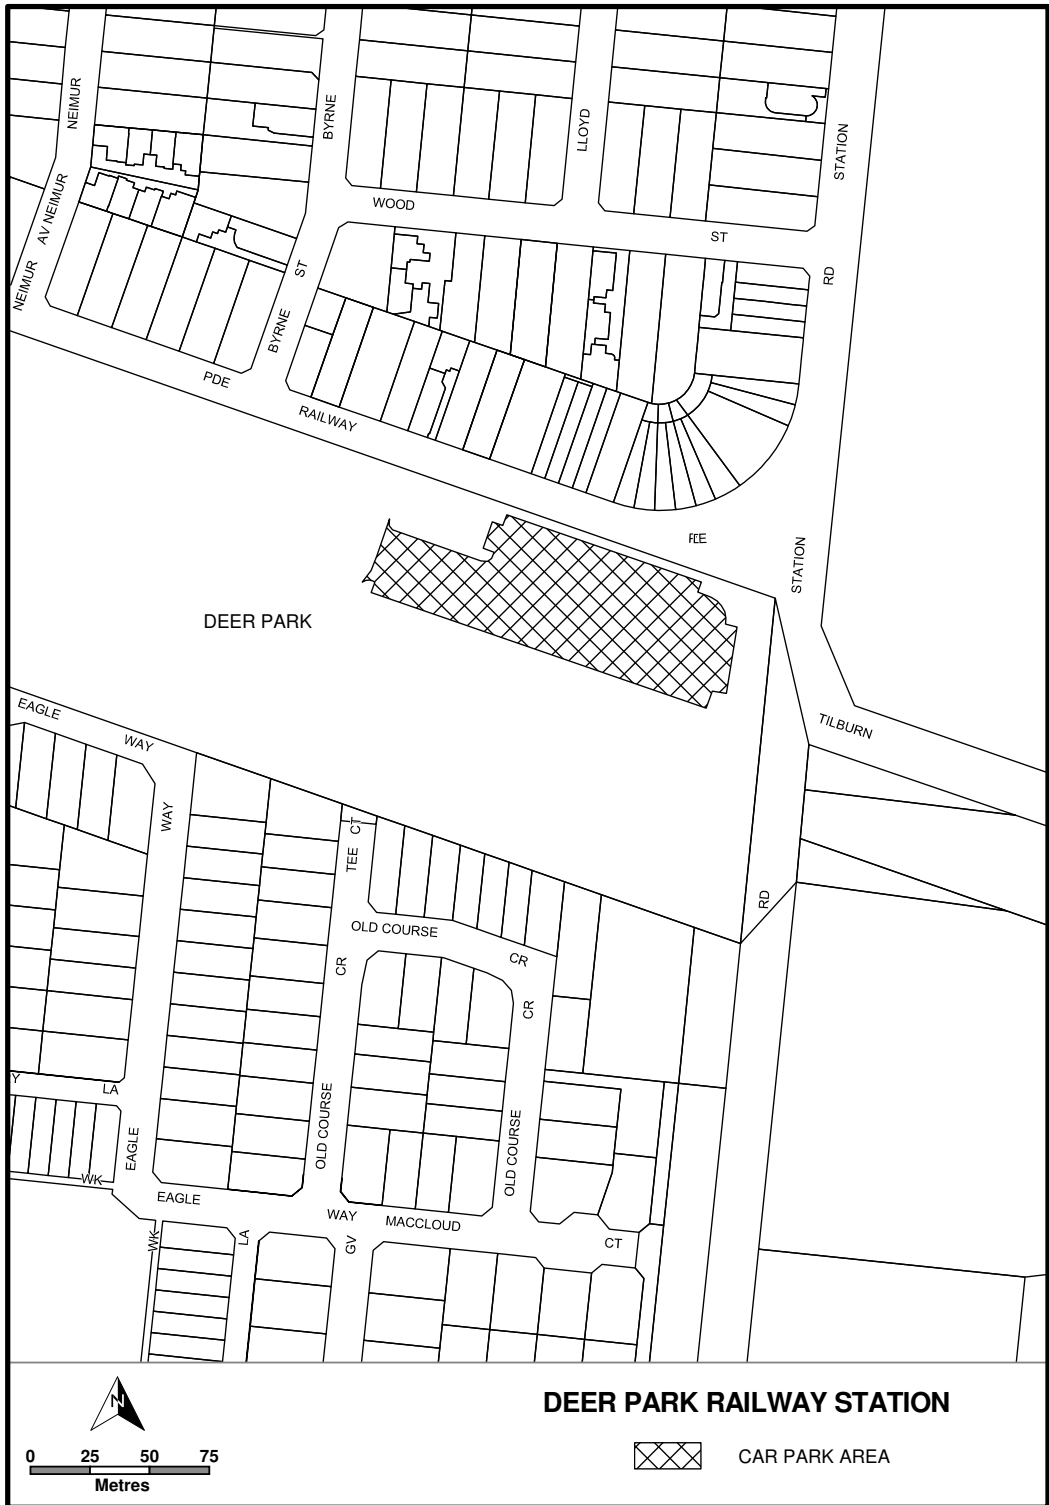 NEIMUR
BYRNE
LLOYD
STATION
AV NEIMUR
WOOD
ST
NEIMUR
ST
RD
BYRNE
PDE
RAILWAY
STATION
DEER PARK
EAGLE
WAY
TILBURN
WAY
TEE CT
RD
OLD COURSE
CR
CR
CR
LA
OLD COURSE
OLD COURSE
EAGLE
WK
EAGLE
WAY
MACCLOUD
WK
LA
GV
CT
N
DEER PARK RAILWAY STATION
0 25 50 75
Metres
CAR PARK AREA